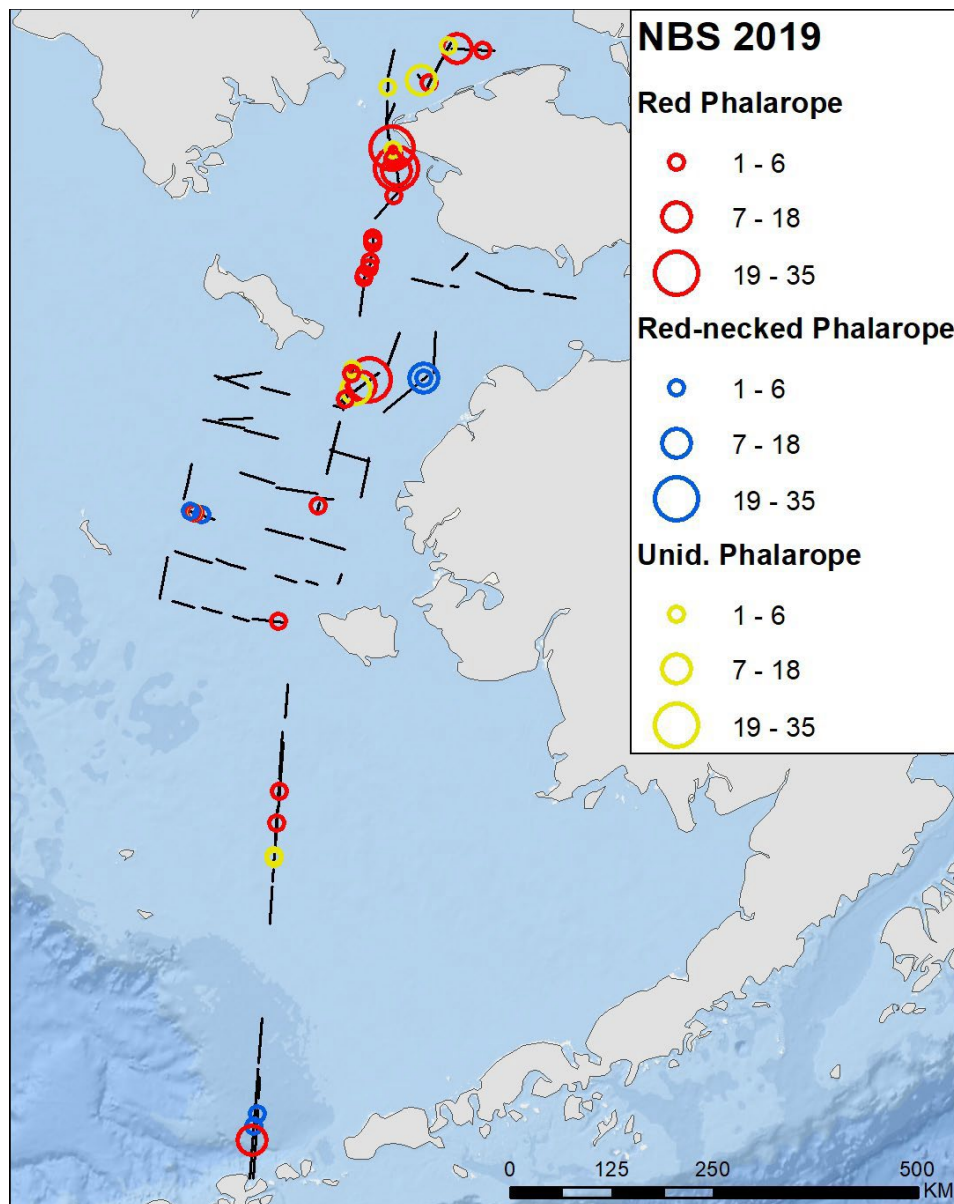 NBS 2019
Red Phalarope
1 - 6
7 - 18
19 - 35
Red-necked Phalarope
1 - 6
7 - 18
19 - 35
Unid. Phalarope
1 - 6
7 - 18
19 - 35
0 125 250 500
KM